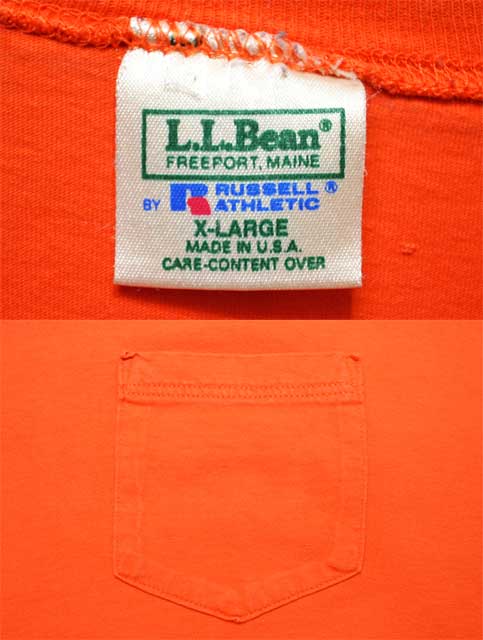 L.L.Bean®
FREEPORT, MAINE
BY RUSSELL ATHLETIC®
X-LARGE
MADE IN U.S.A.
CARE-CONTENT OVER